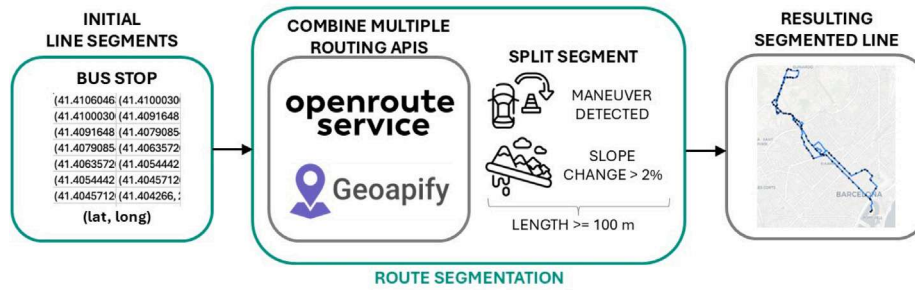 INITIAL
LINE SEGMENTS
BUS STOP
(41.4106046 (41.4100030
(41.4100030 (41.4091648
(41.4091648 (41.4079085
(41.4079085 (41.4063572
(41.4063572 (41.4054442
(41.4054442 (41.4045712
(41.4045712 (41.404266,
(lat, long)
COMBINE MULTIPLE
ROUTING APIS
openroute
service
Geoapify
SPLIT SEGMENT
MANEUVER
DETECTED
SLOPE
CHANGE > 2%
LENGTH >= 100 m
ROUTE SEGMENTATION
RESULTING
SEGMENTED LINE
BARCELONA